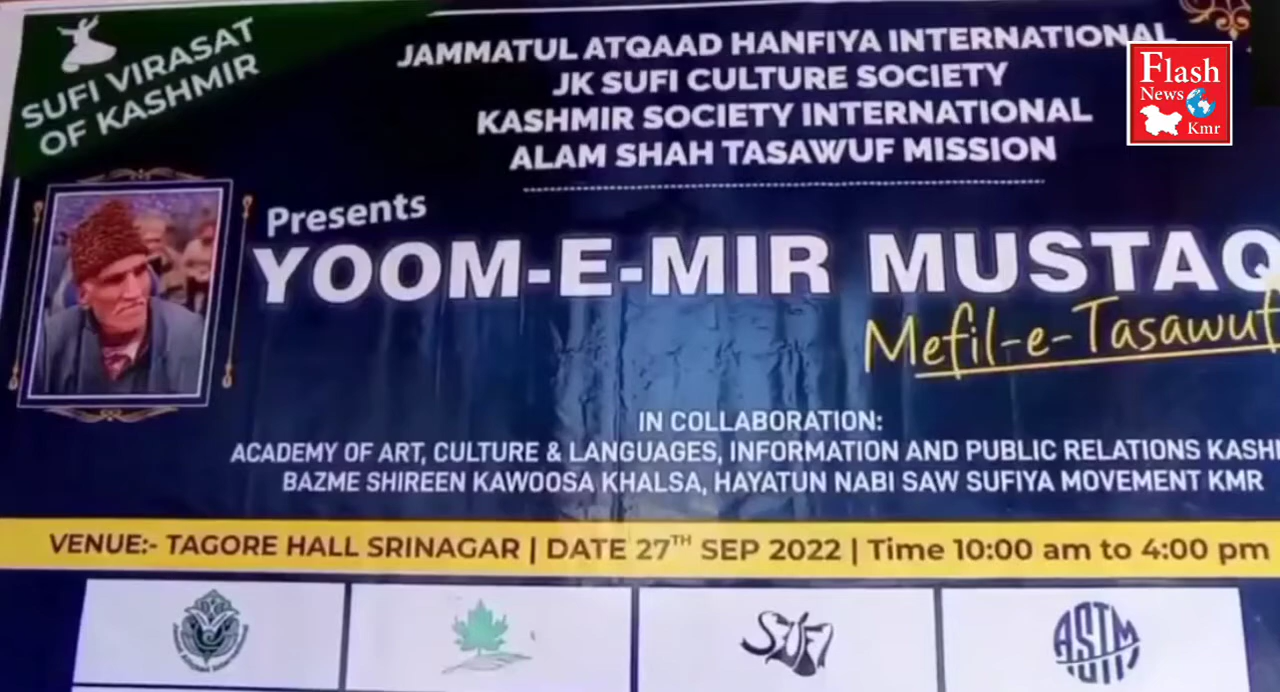 SUFI VIRASAT
OF KASHMIR
JAMMATUL ATQAAD HANFIYA INTERNATIONAL
JK SUFI CULTURE SOCIETY
KASHMIR SOCIETY INTERNATIONAL
ALAM SHAH TASAWUF MISSION
Flash
News
Kmr
Presents
YOOM-E-MIR MUSTAQ
Mefil-e-Tasawuf
IN COLLABORATION:
ACADEMY OF ART, CULTURE & LANGUAGES, INFORMATION AND PUBLIC RELATIONS KASH
BAZME SHIREEN KAWOOSA KHALSA, HAYATUN NABI SAW SUFIYA MOVEMENT KMR
VENUE:- TAGORE HALL SRINAGAR | DATE 27TH SEP 2022 | Time 10:00 am to 4:00 pm
SUFI
ASTM